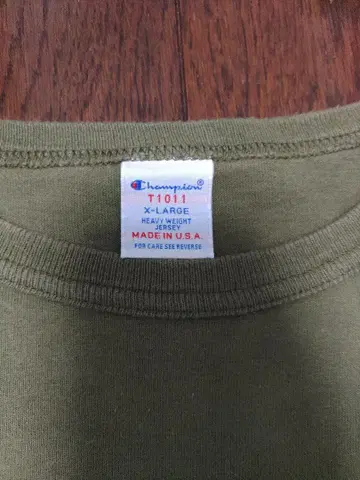 Champion®
T1011
X-LARGE
HEAVY WEIGHT
JERSEY
MADE IN U.S.A.
FOR CARE SEE REVERSE